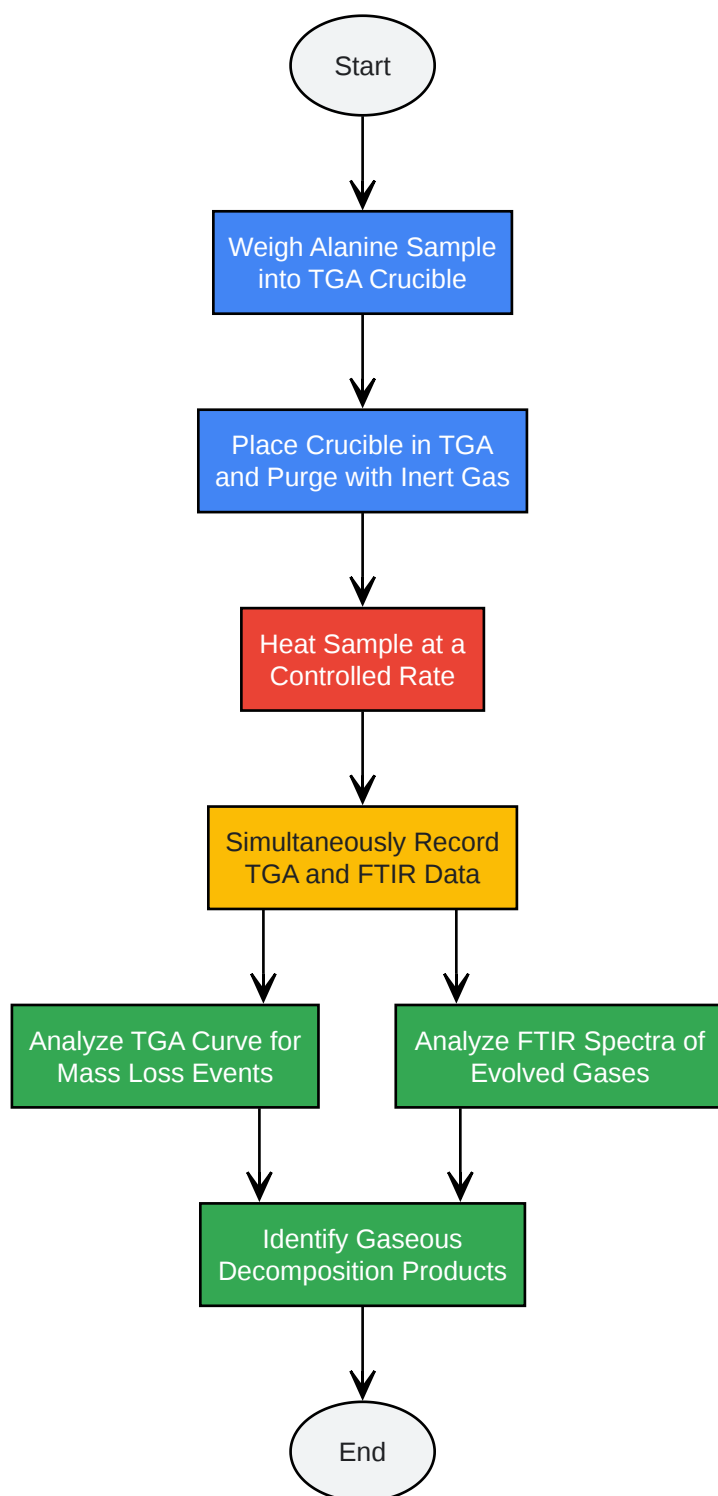 Start
Weigh Alanine Sample
into TGA Crucible
Place Crucible in TGA
and Purge with Inert Gas
Heat Sample at a
Controlled Rate
Simultaneously Record
TGA and FTIR Data
Analyze TGA Curve for
Mass Loss Events
Analyze FTIR Spectra of
Evolved Gases
Identify Gaseous
Decomposition Products
End